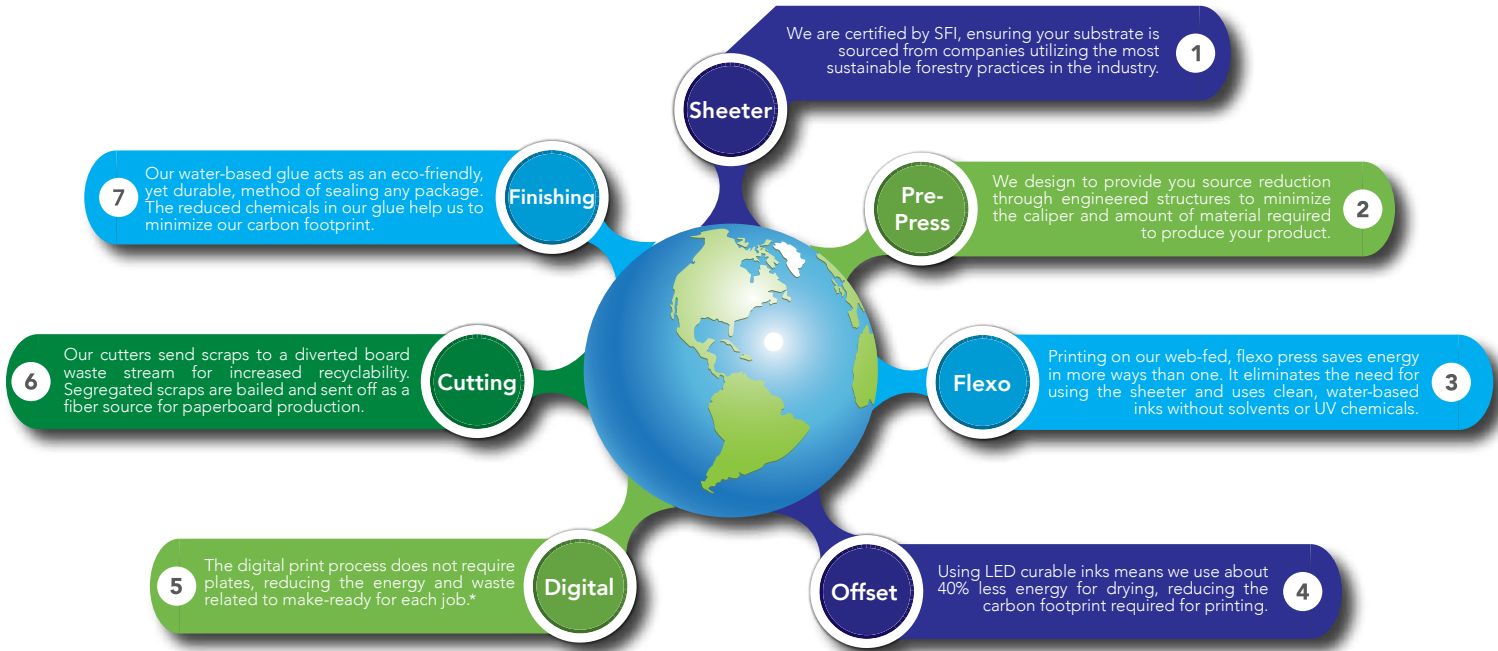 Sheeter
We are certified by SFI, ensuring your substrate is
sourced from companies utilizing the most
sustainable forestry practices in the industry.
1
Pre-
Press
We design to provide you source reduction
through engineered structures to minimize
the caliper and amount of material required
to produce your product.
2
Flexo
Printing on our web-fed, flexo press saves energy
in more ways than one. It eliminates the need for
using the sheeter and uses clean, water-based
inks without solvents or UV chemicals.
3
Offset
Using LED curable inks means we use about
40% less energy for drying, reducing the
carbon footprint required for printing.
4
5
The digital print process does not require
plates, reducing the energy and waste
related to make-ready for each job.*
Digital
6
Our cutters send scraps to a diverted board
waste stream for increased recyclability.
Segregated scraps are bailed and sent off as a
fiber source for paperboard production.
Cutting
7
Our water-based glue acts as an eco-friendly,
yet durable, method of sealing any package.
The reduced chemicals in our glue help us to
minimize our carbon footprint.
Finishing